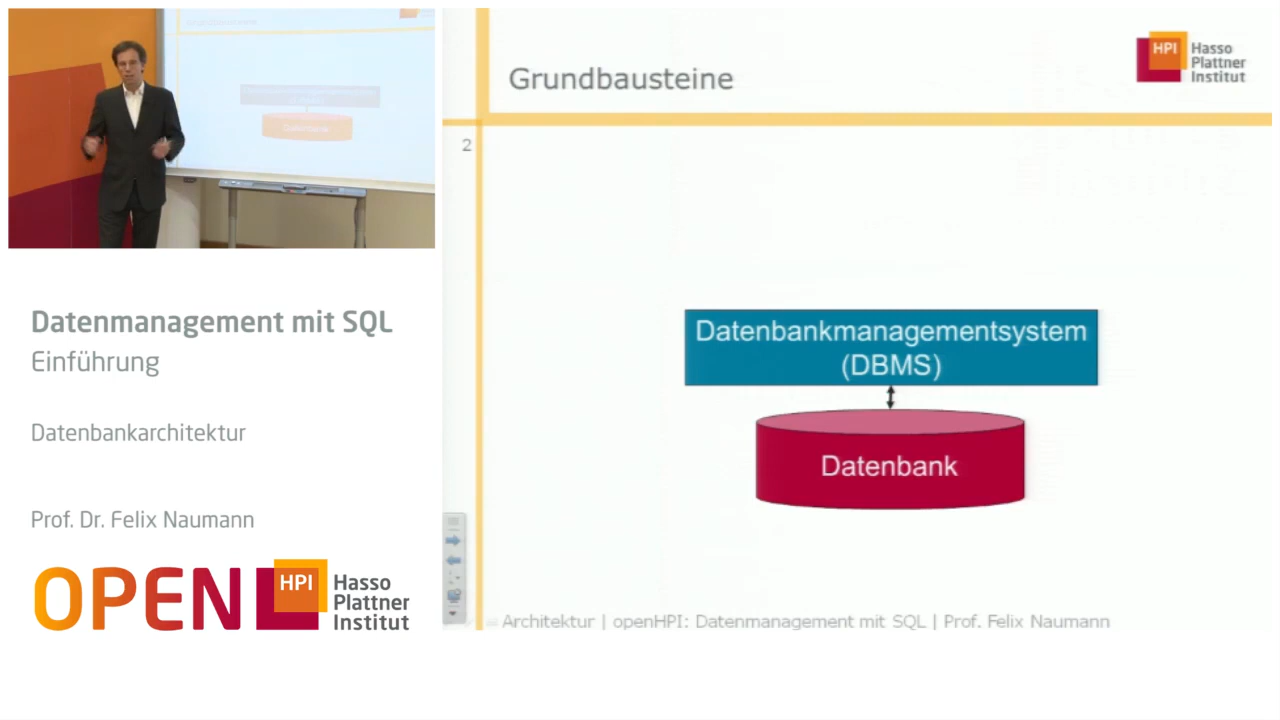 Datenmanagement mit SQL
Einführung
Datenbankarchitektur
Prof. Dr. Felix Naumann
OPEN
HPI
Hasso
Plattner
Institut
Grundbausteine
HPI
Hasso
Plattner
Institut
2
Datenbankmanagementsystem
(DBMS)
Datenbank
Architektur | openHPI: Datenmanagement mit SQL | Prof. Felix Naumann